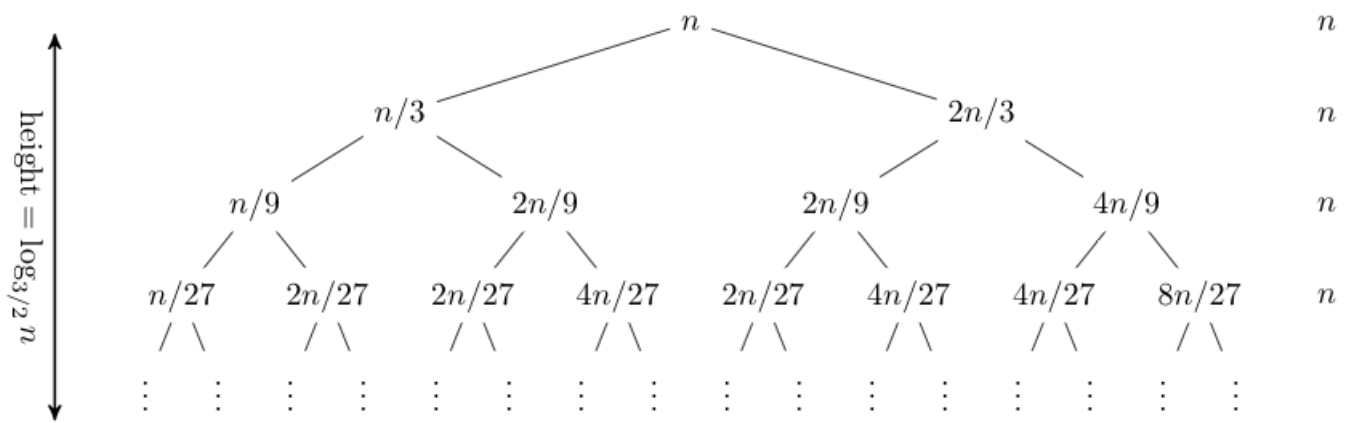 n n
n/3 2n/3 n
n/9 2n/9 2n/9 4n/9 n
n/27 2n/27 2n/27 4n/27 2n/27 4n/27 4n/27 8n/27 n
⋮ ⋮ ⋮ ⋮ ⋮ ⋮ ⋮ ⋮ ⋮ ⋮ ⋮ ⋮ ⋮ ⋮ ⋮ ⋮
height = log_{3/2} n